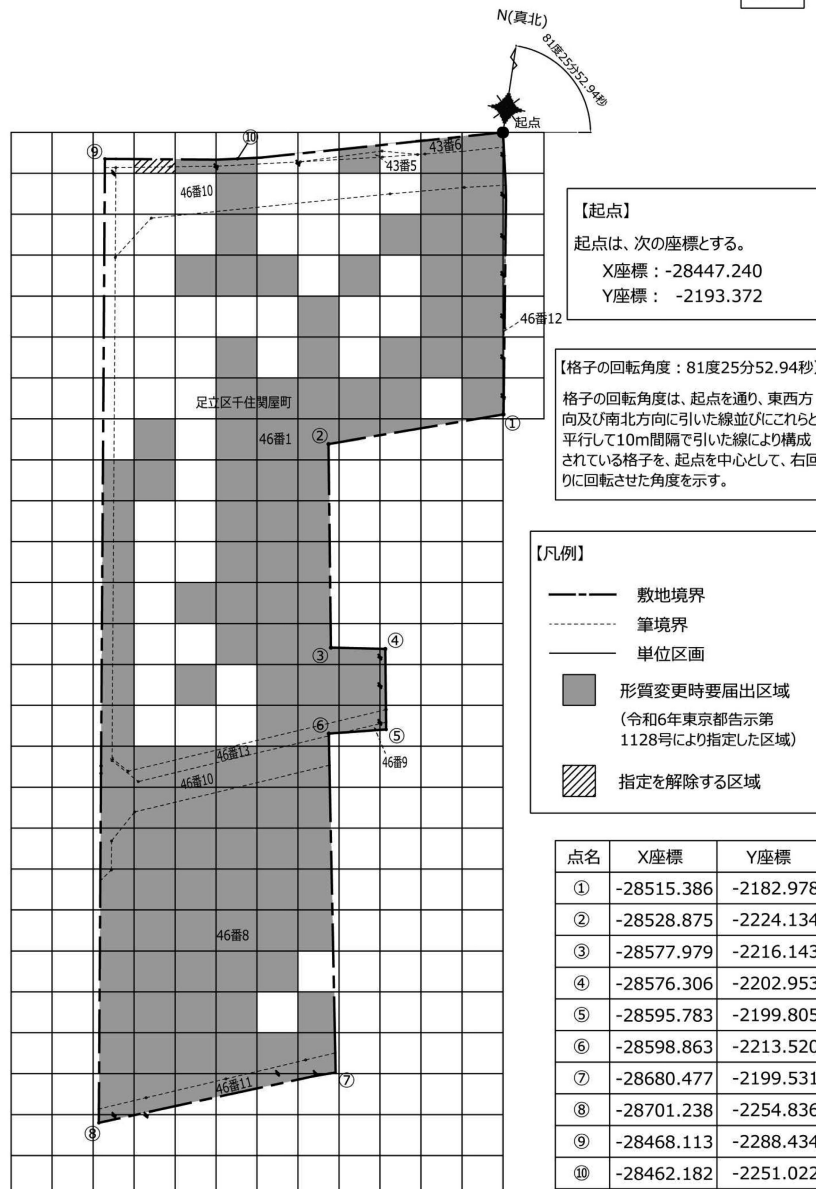 N(真北)
81度25分52.94秒
起点
⑩
⑨
43番6
43番5
46番10
【起点】
起点は、次の座標とする。
X座標：-28447.240
Y座標： -2193.372
46番12
【格子の回転角度：81度25分52.94秒】
格子の回転角度は、起点を通り、東西方
向及び南北方向に引いた線並びにこれらと
平行して10m間隔で引いた線により構成
されている格子を、起点を中心として、右回
りに回転させた角度を示す。
足立区千住関屋町
①
46番1
②
【凡例】
敷地境界
筆境界
単位区画
形質変更時要届出区域
(令和6年東京都告示第
1128号により指定した区域)
指定を解除する区域
④
③
⑥
⑤
46番13
46番9
46番10
46番8
46番11
⑦
⑧
点名 X座標 Y座標
① -28515.386 -2182.978
② -28528.875 -2224.134
③ -28577.979 -2216.143
④ -28576.306 -2202.953
⑤ -28595.783 -2199.805
⑥ -28598.863 -2213.520
⑦ -28680.477 -2199.531
⑧ -28701.238 -2254.836
⑨ -28468.113 -2288.434
⑩ -28462.182 -2251.022